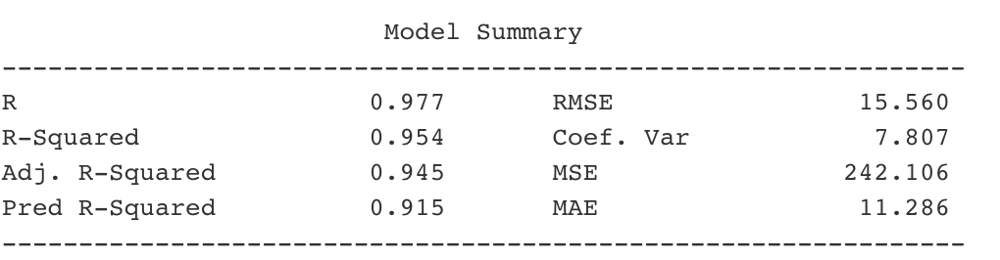 Model Summary
------------------------------------------------------------------
R 0.977 RMSE 15.560
R-Squared 0.954 Coef. Var 7.807
Adj. R-Squared 0.945 MSE 242.106
Pred R-Squared 0.915 MAE 11.286
------------------------------------------------------------------